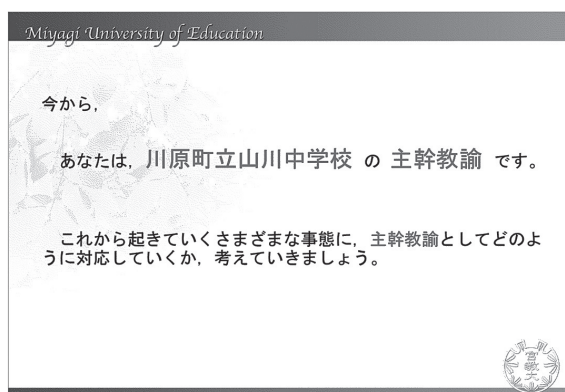 Miyagi University of Education
今から，
あなたは，川原町立山川中学校 の 主幹教諭 です。
これから起きていくさまざまな事態に，主幹教諭としてどのよ
うに対応していくか，考えていきましょう。
宮教大